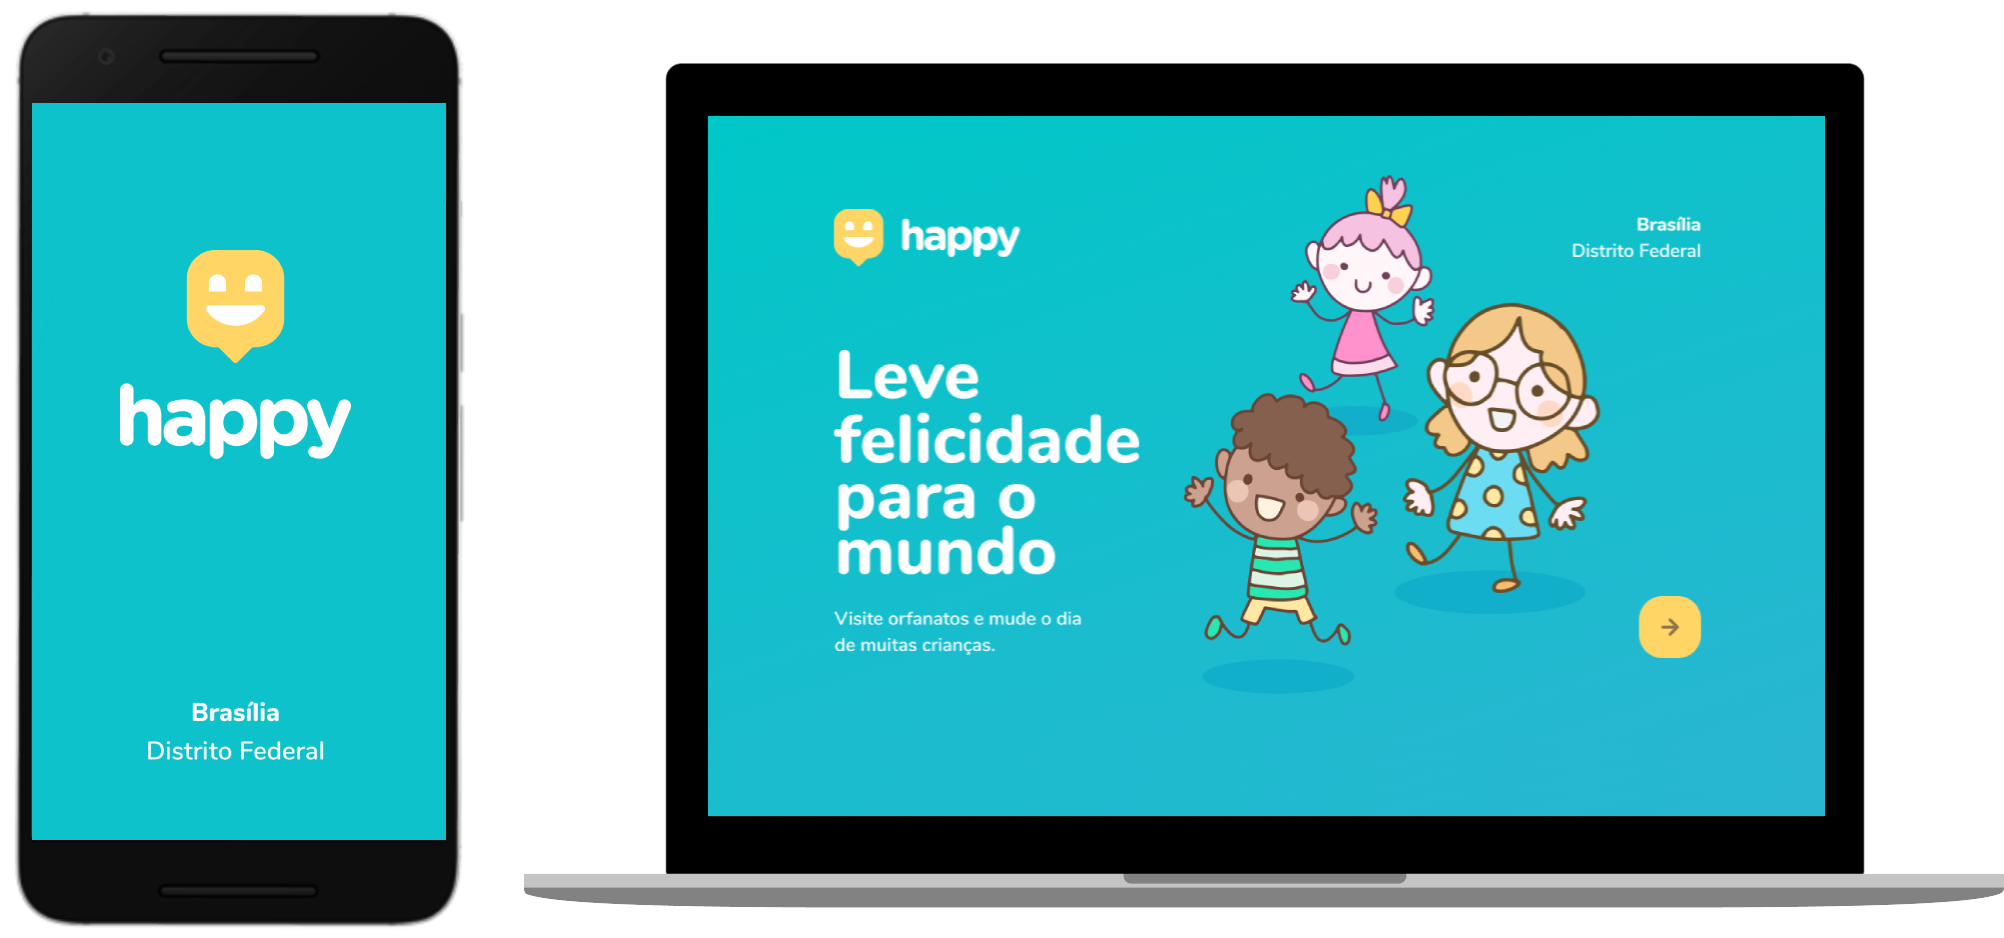 happy
Brasília
Distrito Federal
happy
Brasília
Distrito Federal
Leve
felicidade
para o
mundo
Visite orfanatos e mude o dia
de muitas crianças.